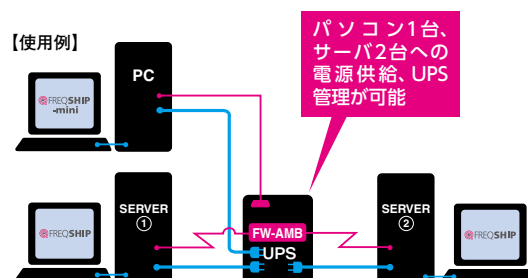 【使用例】
パソコン1台、
サーバ2台への
電源供給、UPS
管理が可能
PC
FREQSHIP
-mini
SERVER
①
FREQSHIP
FW-AMB
UPS
SERVER
②
FREQSHIP